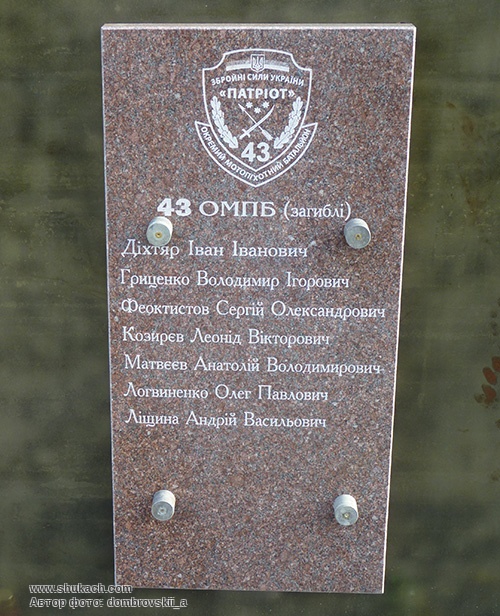 ЗБРОЙНІ СИЛИ УКРАЇНИ
«ПАТРІОТ»
43
ОКРЕМИЙ МОТОПІХОТНИЙ БАТАЛЬЙОН
43 ОМПБ (загиблі)
Діхтяр Іван Іванович
Гриценко Володимир Ігорович
Феоктистов Сергій Олександрович
Козирєв Леонід Вікторович
Матвєєв Анатолій Володимирович
Логвиненко Олег Павлович
Ліщина Андрій Васильович
www.shukach.com
Автор фото: dombrovskii_a